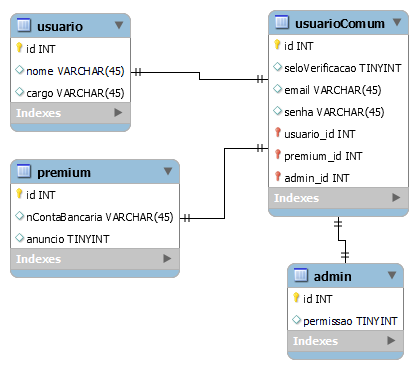 usuario
id INT
nome VARCHAR(45)
cargo VARCHAR(45)
Indexes
usuarioComum
id INT
seloVerificacao TINYINT
email VARCHAR(45)
senha VARCHAR(45)
usuario_id INT
premium_id INT
admin_id INT
Indexes
premium
id INT
nContaBancaria VARCHAR(45)
anuncio TINYINT
Indexes
admin
id INT
permissao TINYINT
Indexes